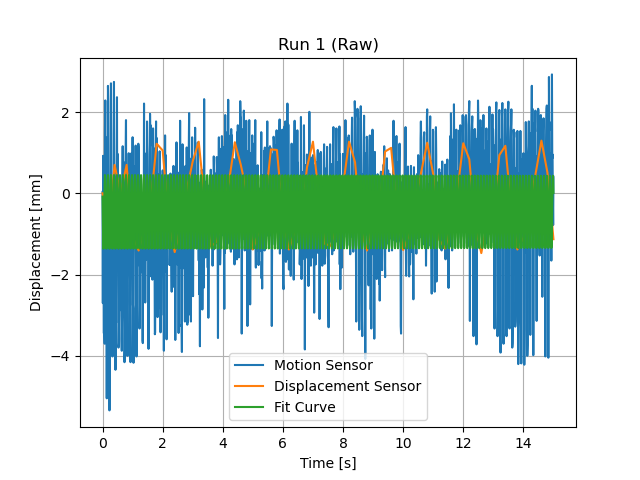 Run 1 (Raw)
Displacement [mm]
2
0
−2
−4
Motion Sensor
Displacement Sensor
Fit Curve
0 2 4 6 8 10 12 14
Time [s]